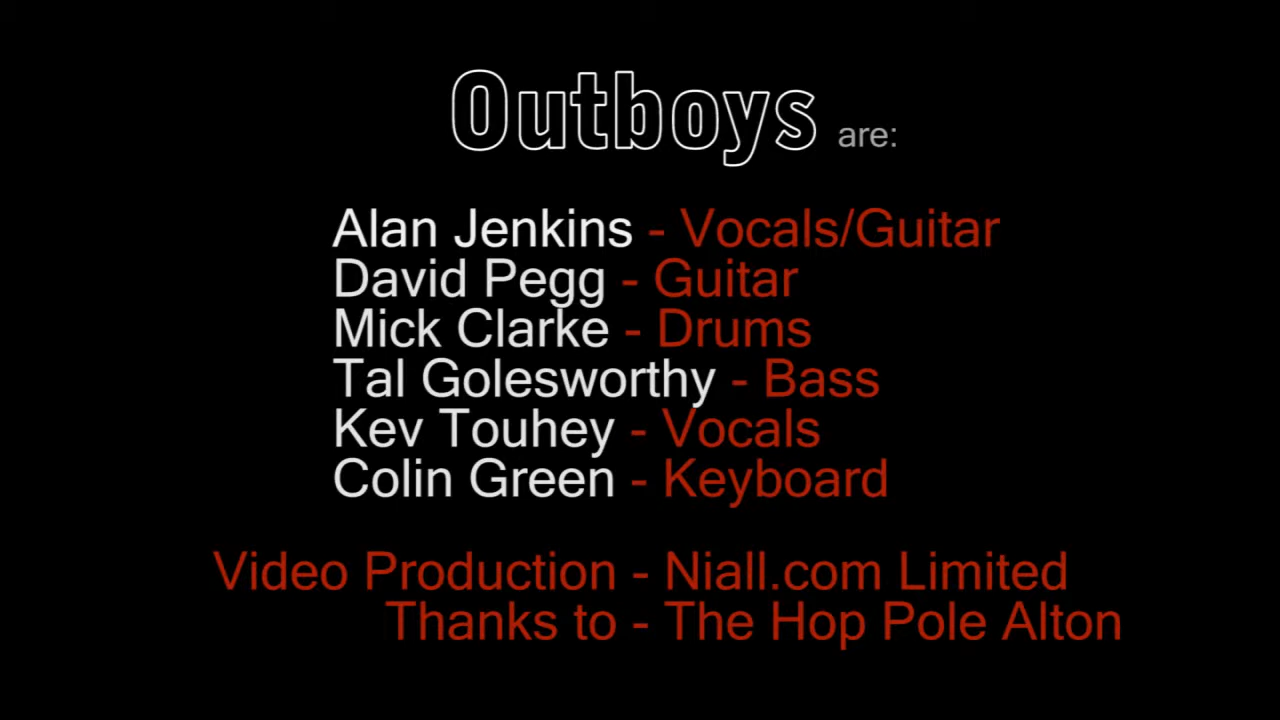 Outboys are:
Alan Jenkins - Vocals/Guitar
David Pegg - Guitar
Mick Clarke - Drums
Tal Golesworthy - Bass
Kev Touhey - Vocals
Colin Green - Keyboard
Video Production - Niall.com Limited
Thanks to - The Hop Pole Alton